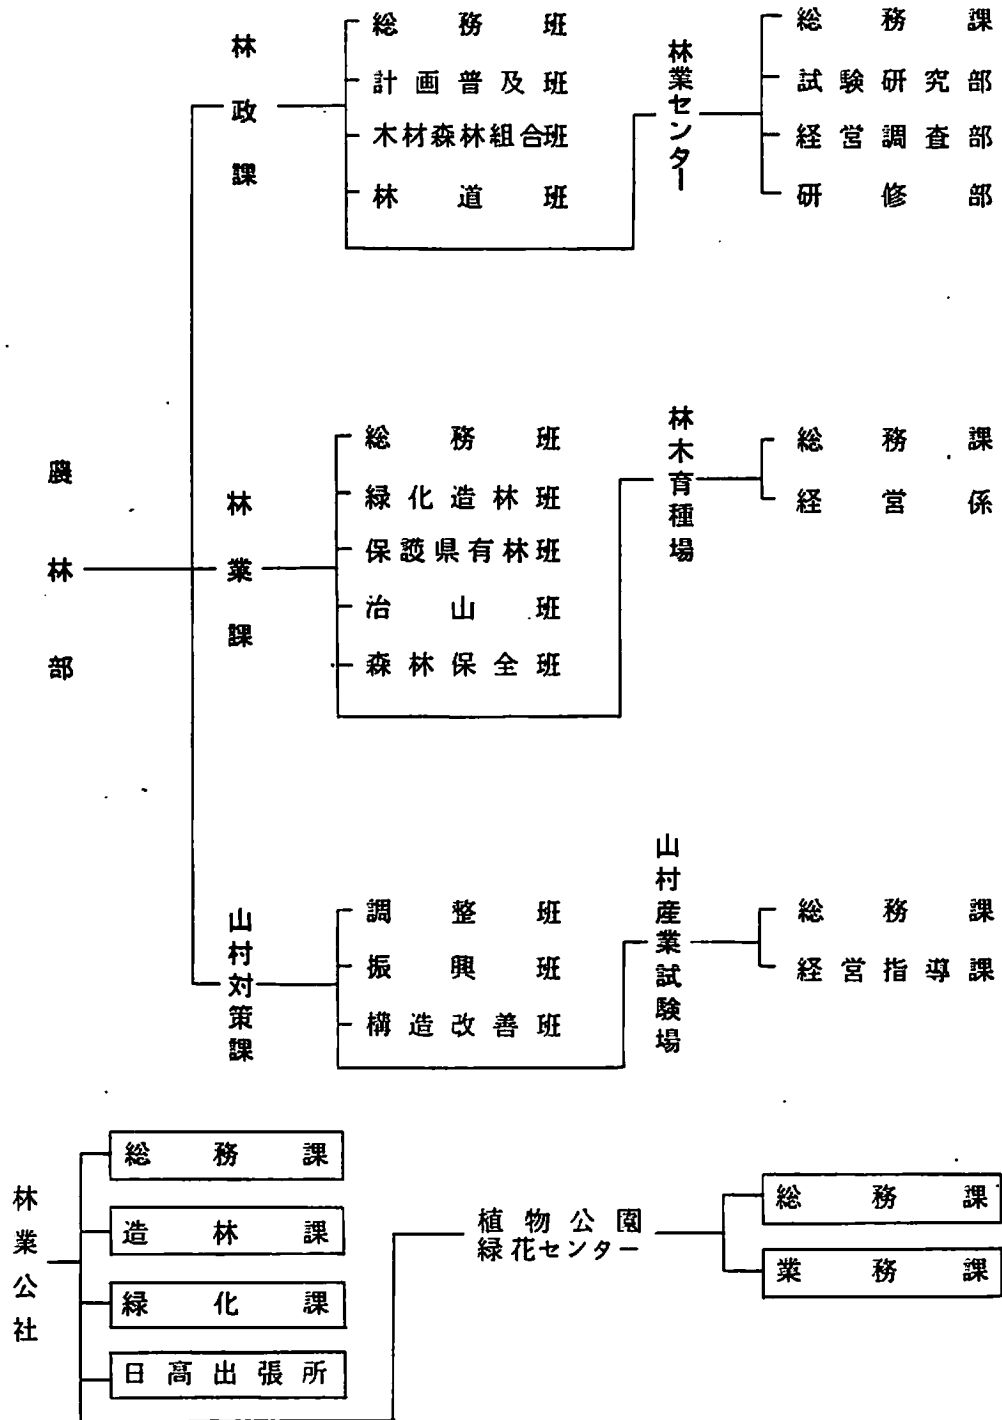 農林部
林政課
総務班
計画普及班
木材森林組合班
林道班
林業センター
総務課
試験研究部
経営調査部
研修部
林業課
総務班
緑化造林班
保護県有林班
治山班
森林保全班
林木育種場
総務課
経営係
山村対策課
調整班
振興班
構造改善班
山村産業試験場
総務課
経営指導課
林業公社
総務課
造林課
緑化課
日高出張所
植物公園
緑花センター
総務課
業務課